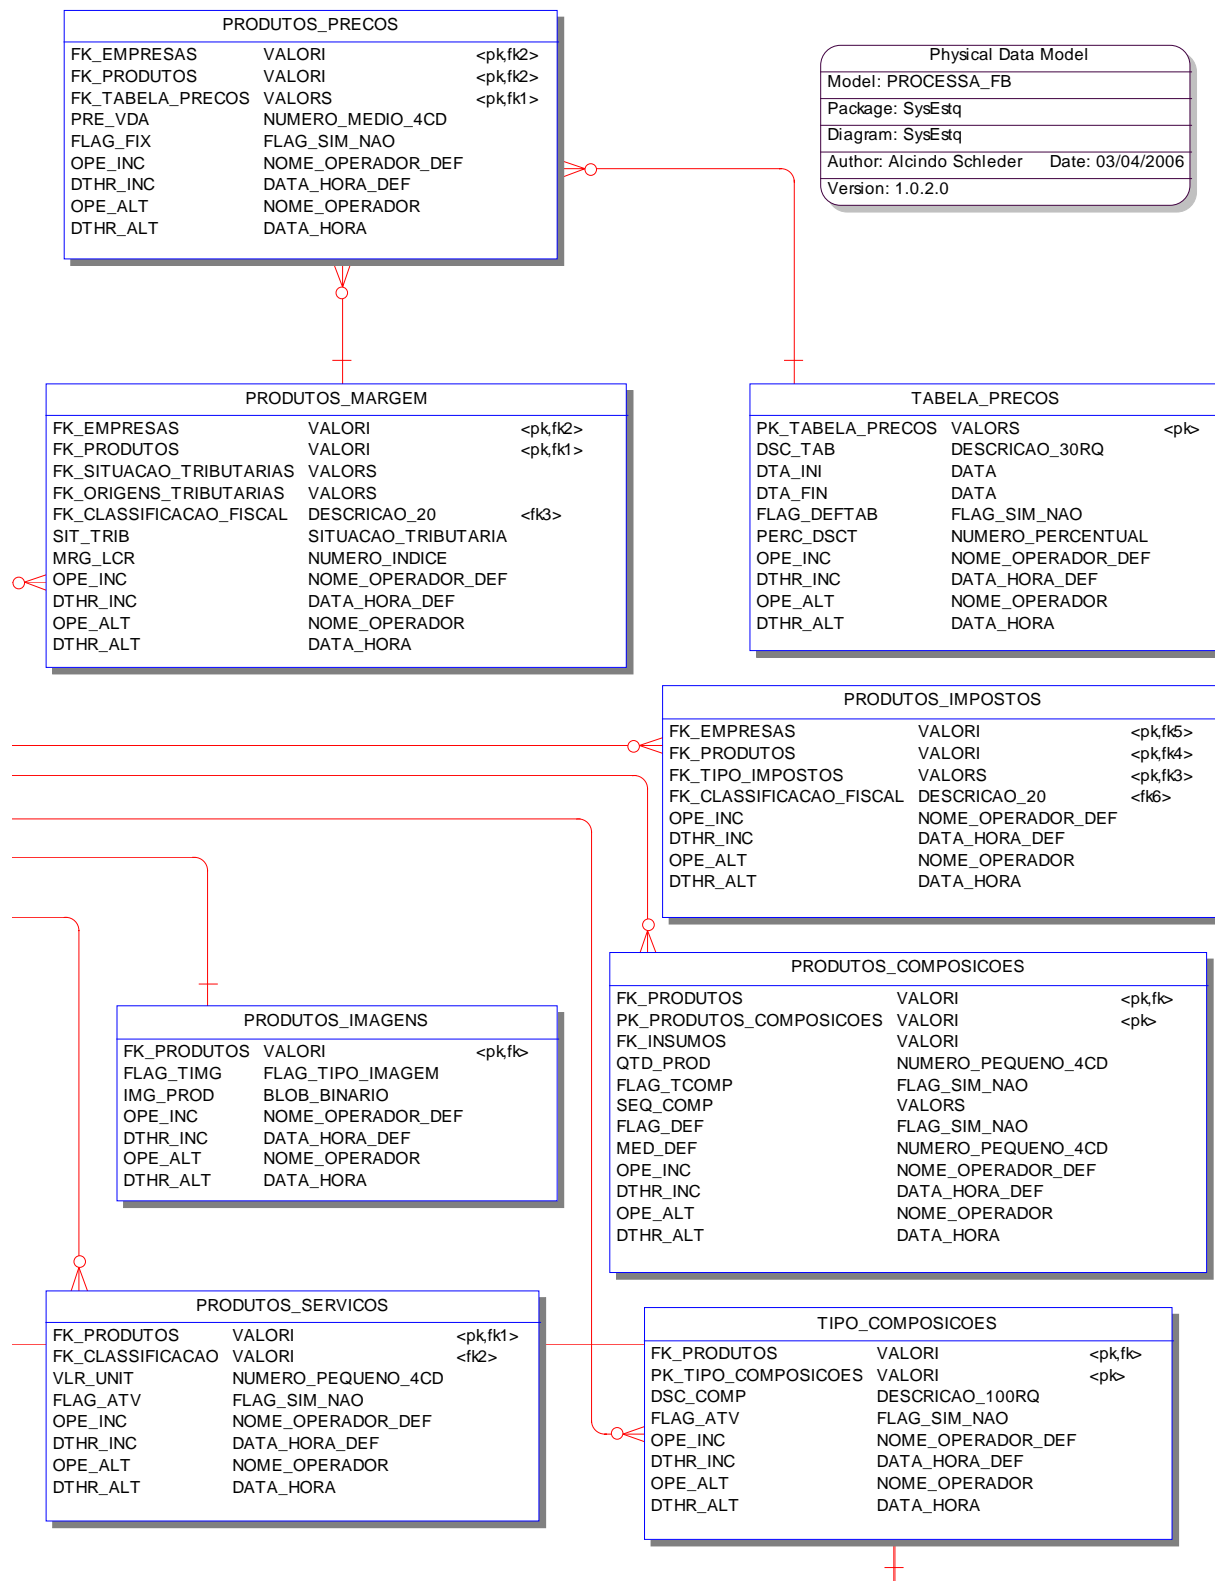 PRODUTOS_PRECOS
FK_EMPRESAS VALORI <pk,fk2>
FK_PRODUTOS VALORI <pk,fk2>
FK_TABELA_PRECOS VALORS <pk,fk1>
PRE_VDA NUMERO_MEDIO_4CD
FLAG_FIX FLAG_SIM_NAO
OPE_INC NOME_OPERADOR_DEF
DTHR_INC DATA_HORA_DEF
OPE_ALT NOME_OPERADOR
DTHR_ALT DATA_HORA
Physical Data Model
Model: PROCESSA_FB
Package: SysEstq
Diagram: SysEstq
Author: Alcindo Schleder Date: 03/04/2006
Version: 1.0.2.0
PRODUTOS_MARGEM
FK_EMPRESAS VALORI <pk,fk2>
FK_PRODUTOS VALORI <pk,fk1>
FK_SITUACAO_TRIBUTARIAS VALORS
FK_ORIGENS_TRIBUTARIAS VALORS
FK_CLASSIFICACAO_FISCAL DESCRICAO_20 <fk3>
SIT_TRIB SITUACAO_TRIBUTARIA
MRG_LCR NUMERO_INDICE
OPE_INC NOME_OPERADOR_DEF
DTHR_INC DATA_HORA_DEF
OPE_ALT NOME_OPERADOR
DTHR_ALT DATA_HORA
TABELA_PRECOS
PK_TABELA_PRECOS VALORS <pk>
DSC_TAB DESCRICAO_30RQ
DTA_INI DATA
DTA_FIN DATA
FLAG_DEFTAB FLAG_SIM_NAO
PERC_DSCT NUMERO_PERCENTUAL
OPE_INC NOME_OPERADOR_DEF
DTHR_INC DATA_HORA_DEF
OPE_ALT NOME_OPERADOR
DTHR_ALT DATA_HORA
PRODUTOS_IMPOSTOS
FK_EMPRESAS VALORI <pk,fk5>
FK_PRODUTOS VALORI <pk,fk4>
FK_TIPO_IMPOSTOS VALORS <pk,fk3>
FK_CLASSIFICACAO_FISCAL DESCRICAO_20 <fk6>
OPE_INC NOME_OPERADOR_DEF
DTHR_INC DATA_HORA_DEF
OPE_ALT NOME_OPERADOR
DTHR_ALT DATA_HORA
PRODUTOS_COMPOSICOES
FK_PRODUTOS VALORI <pk,fk>
PK_PRODUTOS_COMPOSICOES VALORI <pk>
FK_INSUMOS VALORI
QTD_PROD NUMERO_PEQUENO_4CD
FLAG_TCOMP FLAG_SIM_NAO
SEQ_COMP VALORS
FLAG_DEF FLAG_SIM_NAO
MED_DEF NUMERO_PEQUENO_4CD
OPE_INC NOME_OPERADOR_DEF
DTHR_INC DATA_HORA_DEF
OPE_ALT NOME_OPERADOR
DTHR_ALT DATA_HORA
PRODUTOS_IMAGENS
FK_PRODUTOS VALORI <pk,fk>
FLAG_TIMG FLAG_TIPO_IMAGEM
IMG_PROD BLOB_BINARIO
OPE_INC NOME_OPERADOR_DEF
DTHR_INC DATA_HORA_DEF
OPE_ALT NOME_OPERADOR
DTHR_ALT DATA_HORA
PRODUTOS_SERVICOS
FK_PRODUTOS VALORI <pk,fk1>
FK_CLASSIFICACAO VALORI <fk2>
VLR_UNIT NUMERO_PEQUENO_4CD
FLAG_ATV FLAG_SIM_NAO
OPE_INC NOME_OPERADOR_DEF
DTHR_INC DATA_HORA_DEF
OPE_ALT NOME_OPERADOR
DTHR_ALT DATA_HORA
TIPO_COMPOSICOES
FK_PRODUTOS VALORI <pk,fk>
PK_TIPO_COMPOSICOES VALORI <pk>
DSC_COMP DESCRICAO_100RQ
FLAG_ATV FLAG_SIM_NAO
OPE_INC NOME_OPERADOR_DEF
DTHR_INC DATA_HORA_DEF
OPE_ALT NOME_OPERADOR
DTHR_ALT DATA_HORA